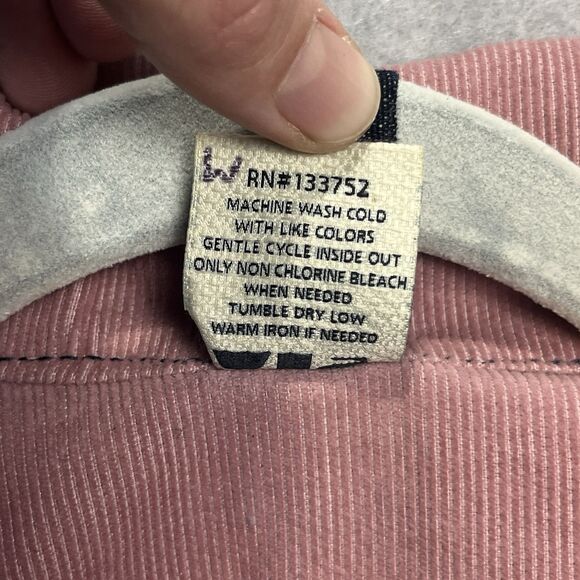 W RN#133752
MACHINE WASH COLD
WITH LIKE COLORS
GENTLE CYCLE INSIDE OUT
ONLY NON CHLORINE BLEACH
WHEN NEEDED
TUMBLE DRY LOW
WARM IRON IF NEEDED